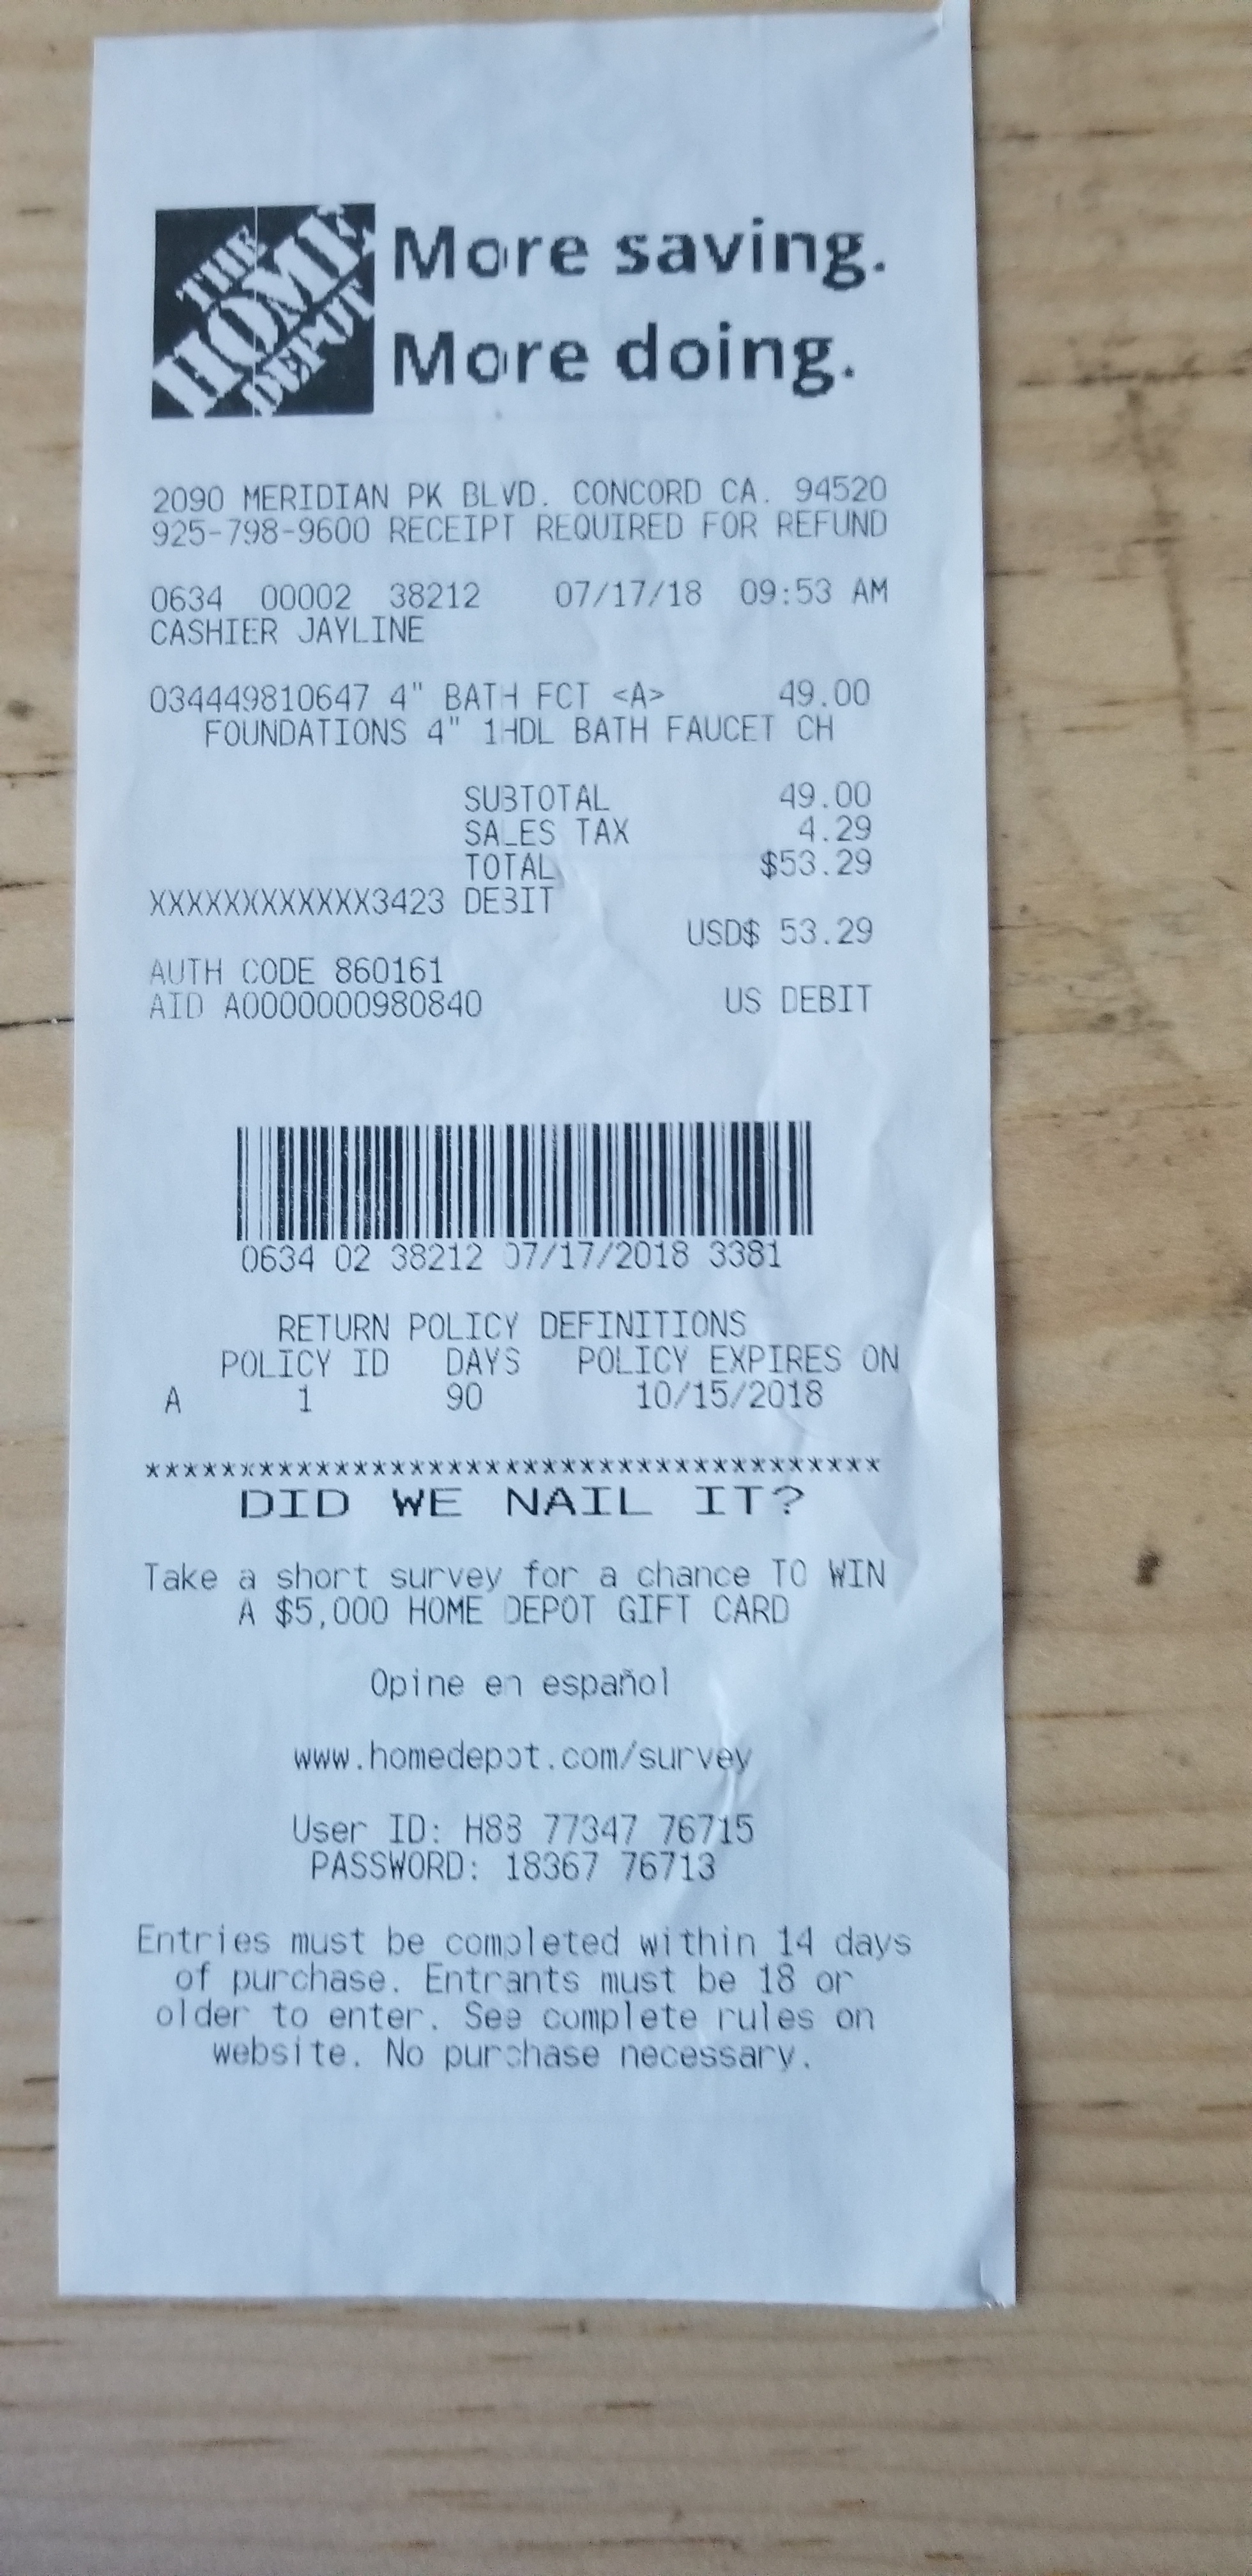 THE HOME DEPOT
More saving.
More doing.
2090 MERIDIAN PK BLVD. CONCORD CA. 94520
925-798-9600 RECEIPT REQUIRED FOR REFUND
0634 00002 38212 07/17/18 09:53 AM
CASHIER JAYLINE
034449810647 4" BATH FCT <A> 49.00
FOUNDATIONS 4" 1HDL BATH FAUCET CH
SUBTOTAL 49.00
SALES TAX 4.29
TOTAL $53.29
XXXXXXXXXXXX3423 DEBIT
USD$ 53.29
AUTH CODE 860161
AID A0000000980840 US DEBIT
0634 02 38212 07/17/2018 3381
RETURN POLICY DEFINITIONS
POLICY ID DAYS POLICY EXPIRES ON
A 1 90 10/15/2018
***************************************
DID WE NAIL IT?
Take a short survey for a chance TO WIN
A $5,000 HOME DEPOT GIFT CARD
Opine en español
www.homedepot.com/survey
User ID: H88 77347 76715
PASSWORD: 18367 76713
Entries must be completed within 14 days
of purchase. Entrants must be 18 or
older to enter. See complete rules on
website. No purchase necessary.